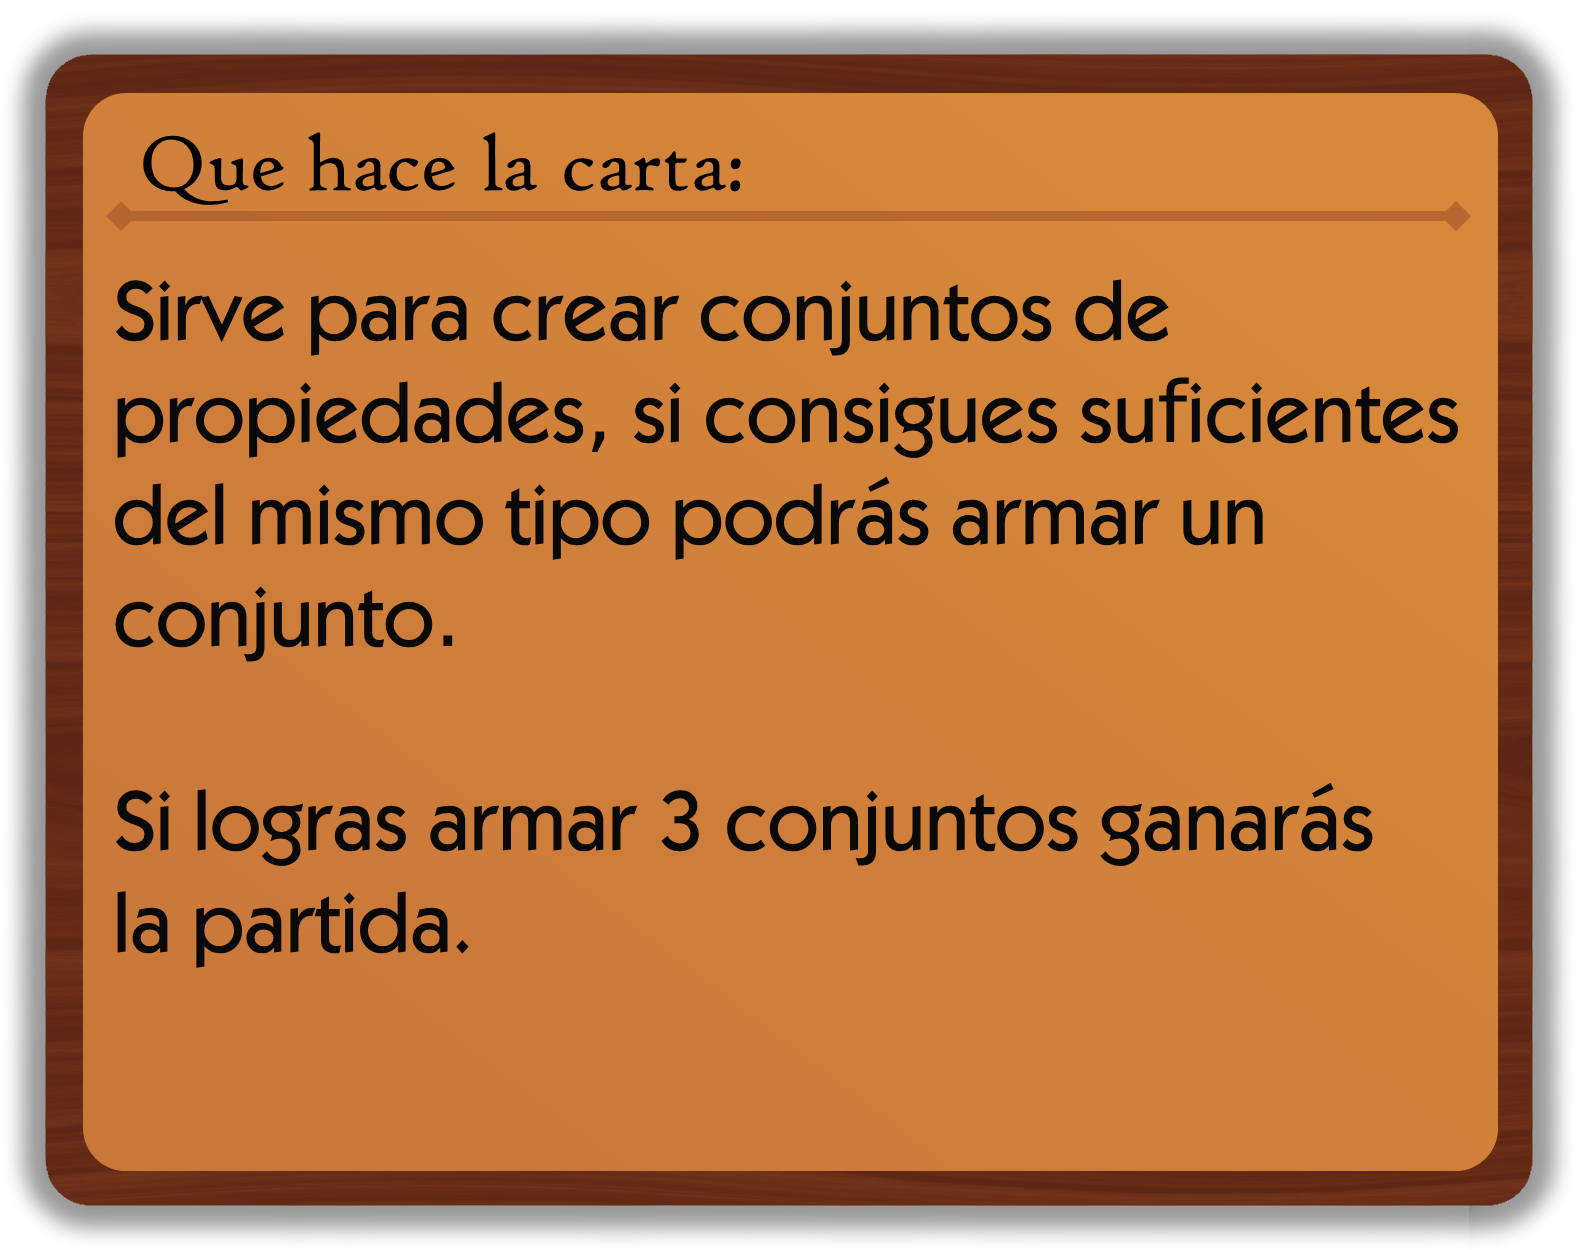 Que hace la carta:
Sirve para crear conjuntos de
propiedades, si consigues suficientes
del mismo tipo podrás armar un
conjunto.
Si logras armar 3 conjuntos ganarás
la partida.